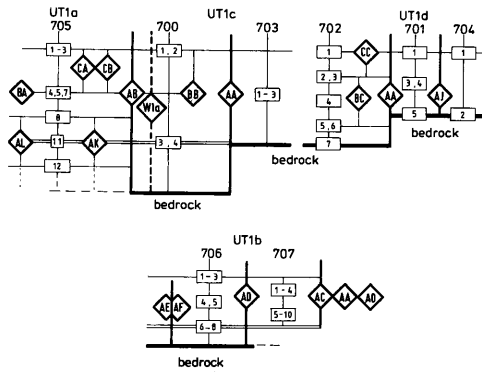 UT1a UT1c UT1d
705 700 703 702 701 704
1-3 1, 2 1 CC 1 1
CA CB 2, 3 3, 4
BA 4,5,7 AB W1a BB AA 1-3 4 BC AA AJ
8 5, 6 5 2
AL 11 AK 3, 4 7 bedrock
12 bedrock bedrock
bedrock
UT1b
706 707
1-3
4, 5 AD 1-4 AC AA AO
AE AF 5-10
6-8
bedrock